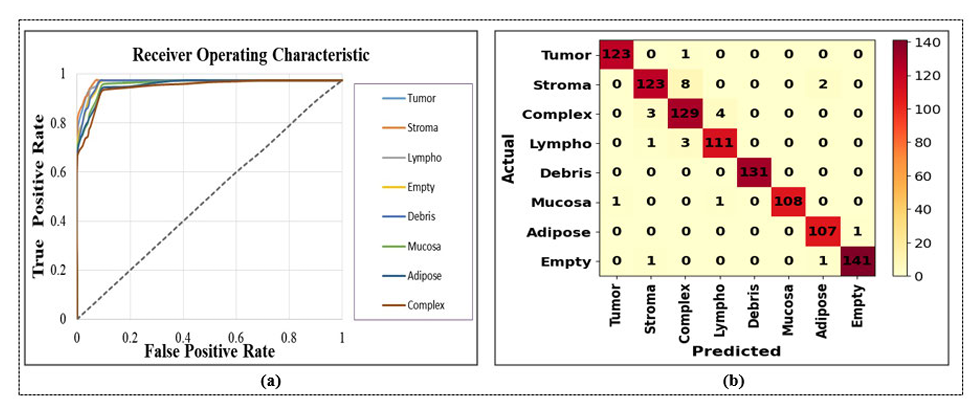 Receiver Operating Characteristic
1
0.8
0.6
0.4
0.2
0
True Positive Rate
0 0.2 0.4 0.6 0.8 1
False Positive Rate
Tumor
Stroma
Lympho
Empty
Debris
Mucosa
Adipose
Complex
(a)
Actual
Tumor 123 0 1 0 0 0 0 0
Stroma 0 123 8 0 0 0 2 0
Complex 0 3 129 4 0 0 0 0
Lympho 0 1 3 111 0 0 0 0
Debris 0 0 0 0 131 0 0 0
Mucosa 1 0 0 1 0 108 0 0
Adipose 0 0 0 0 0 0 107 1
Empty 0 1 0 0 0 0 1 141
Tumor Stroma Complex Lympho Debris Mucosa Adipose Empty
Predicted
140
120
100
80
60
40
20
0
(b)